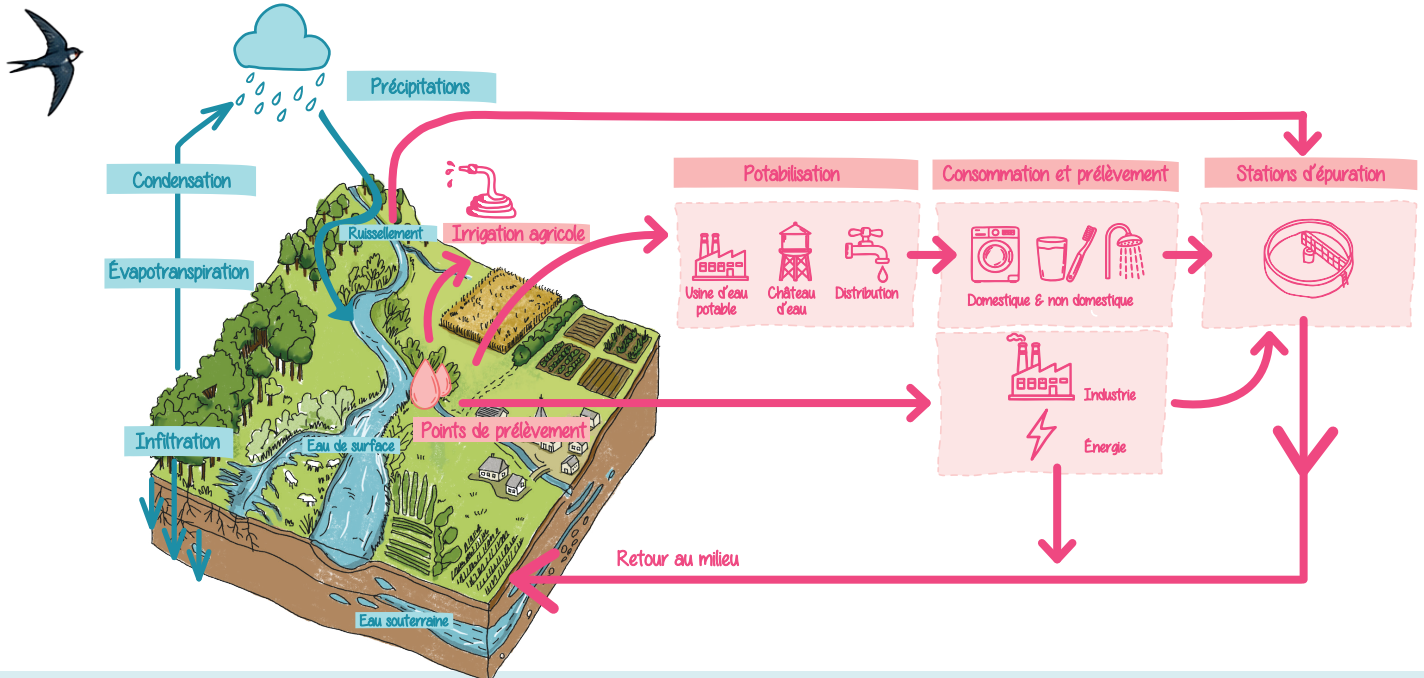 Précipitations
Condensation
Évapotranspiration
Infiltration
Ruissellement
Irrigation agricole
Points de prélèvement
Eau de surface
Eau souterraine
Potabilisation
Usine d'eau
potable
Château
d'eau
Distribution
Consommation et prélèvement
Domestique & non domestique
Industrie
Énergie
Stations d'épuration
Retour au milieu